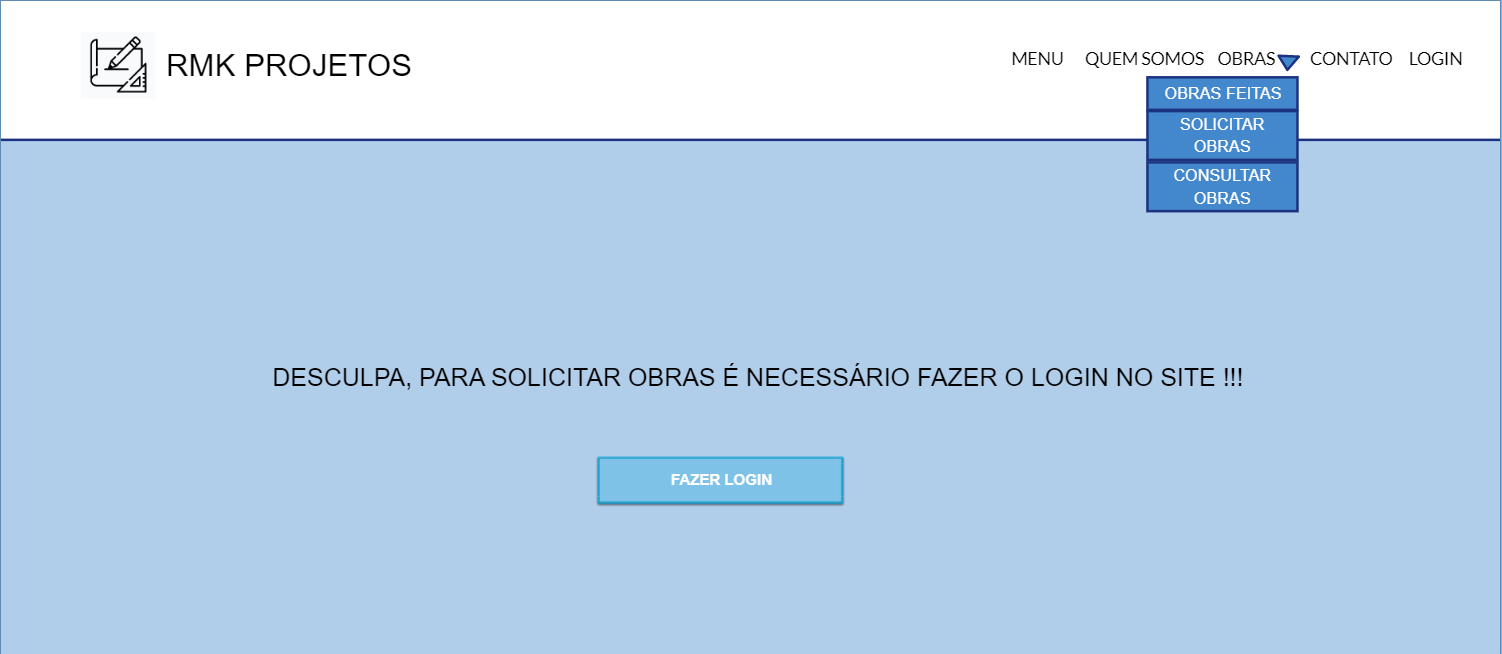 RMK PROJETOS
MENU QUEM SOMOS OBRAS CONTATO LOGIN
OBRAS FEITAS
SOLICITAR
OBRAS
CONSULTAR
OBRAS
DESCULPA, PARA SOLICITAR OBRAS É NECESSÁRIO FAZER O LOGIN NO SITE !!!
FAZER LOGIN